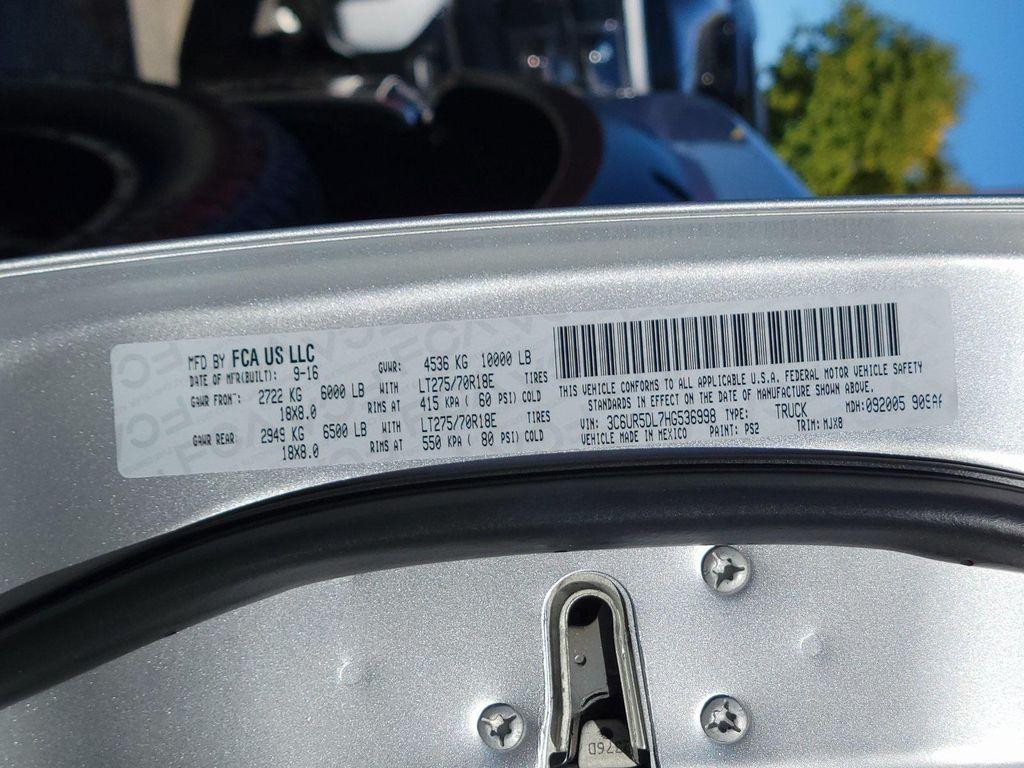 MFD BY FCA US LLC
DATE OF MFR(BUILT): 9-16
GVWR: 4536 KG 10000 LB
GAWR FRONT: 2722 KG 6000 LB WITH LT275/70R18E TIRES
18X8.0 RIMS AT 415 KPA ( 60 PSI) COLD
GAWR REAR: 2949 KG 6500 LB WITH LT275/70R18E TIRES
18X8.0 RIMS AT 550 KPA ( 80 PSI) COLD
THIS VEHICLE CONFORMS TO ALL APPLICABLE U.S.A. FEDERAL MOTOR VEHICLE SAFETY
STANDARDS IN EFFECT ON THE DATE OF MANUFACTURE SHOWN ABOVE.
VIN: 3C6UR5DL7HG536998 TYPE: TRUCK MDH:092005
VEHICLE MADE IN MEXICO PAINT: PS2 TRIM: MJX8